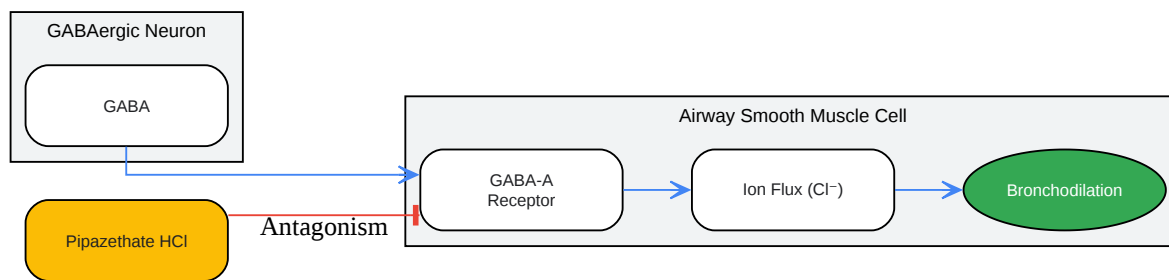 GABAergic Neuron
GABA
Airway Smooth Muscle Cell
GABA-A
Receptor
Ion Flux (Cl⁻)
Bronchodilation
Pipazethate HCl
Antagonism